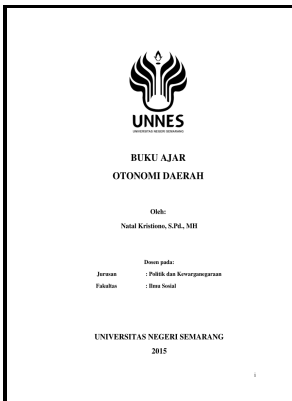 UNNES
UNIVERSITAS NEGERI SEMARANG
BUKU AJAR
OTONOMI DAERAH
Oleh:
Natal Kristiono, S.Pd., MH
Dosen pada:
Jurusan : Politik dan Kewarganegaraan
Fakultas : Ilmu Sosial
UNIVERSITAS NEGERI SEMARANG
2015
i